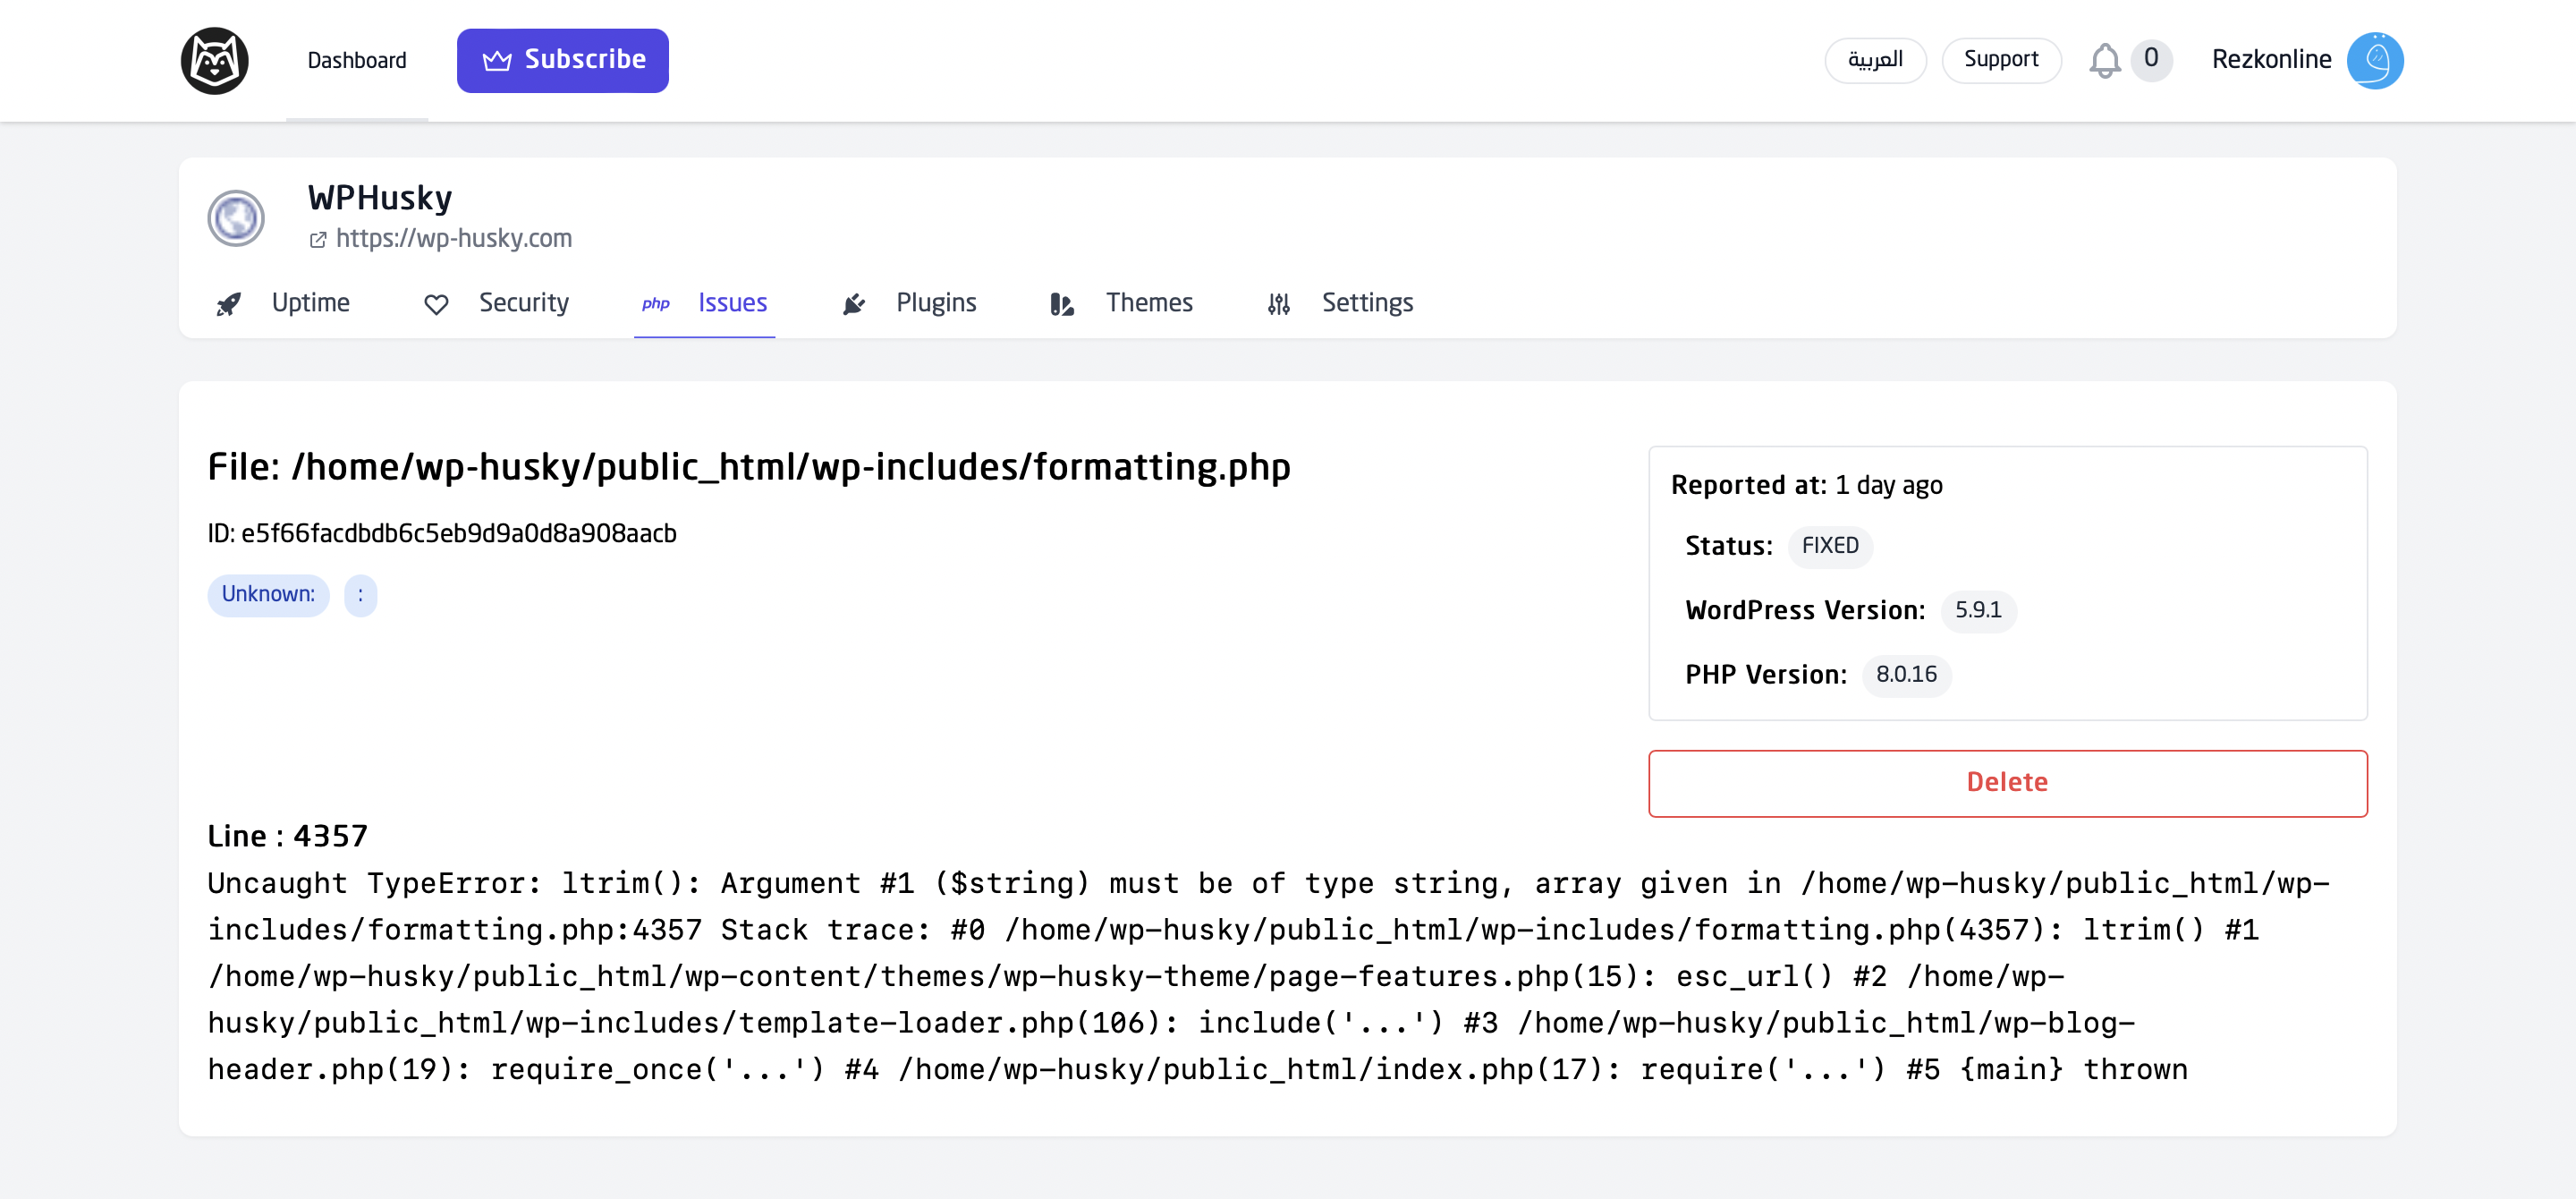 Dashboard
Subscribe
العربية
Support
0
Rezkonline
WPHusky
https://wp-husky.com
Uptime
Security
php Issues
Plugins
Themes
Settings
File: /home/wp-husky/public_html/wp-includes/formatting.php
ID: e5f66facdbdb6c5eb9d9a0d8a908aacb
Unknown: :
Reported at: 1 day ago
Status: FIXED
WordPress Version: 5.9.1
PHP Version: 8.0.16
Delete
Line : 4357
Uncaught TypeError: ltrim(): Argument #1 ($string) must be of type string, array given in /home/wp-husky/public_html/wp-
includes/formatting.php:4357 Stack trace: #0 /home/wp-husky/public_html/wp-includes/formatting.php(4357): ltrim() #1
/home/wp-husky/public_html/wp-content/themes/wp-husky-theme/page-features.php(15): esc_url() #2 /home/wp-
husky/public_html/wp-includes/template-loader.php(106): include('...') #3 /home/wp-husky/public_html/wp-blog-
header.php(19): require_once('...') #4 /home/wp-husky/public_html/index.php(17): require('...') #5 {main} thrown